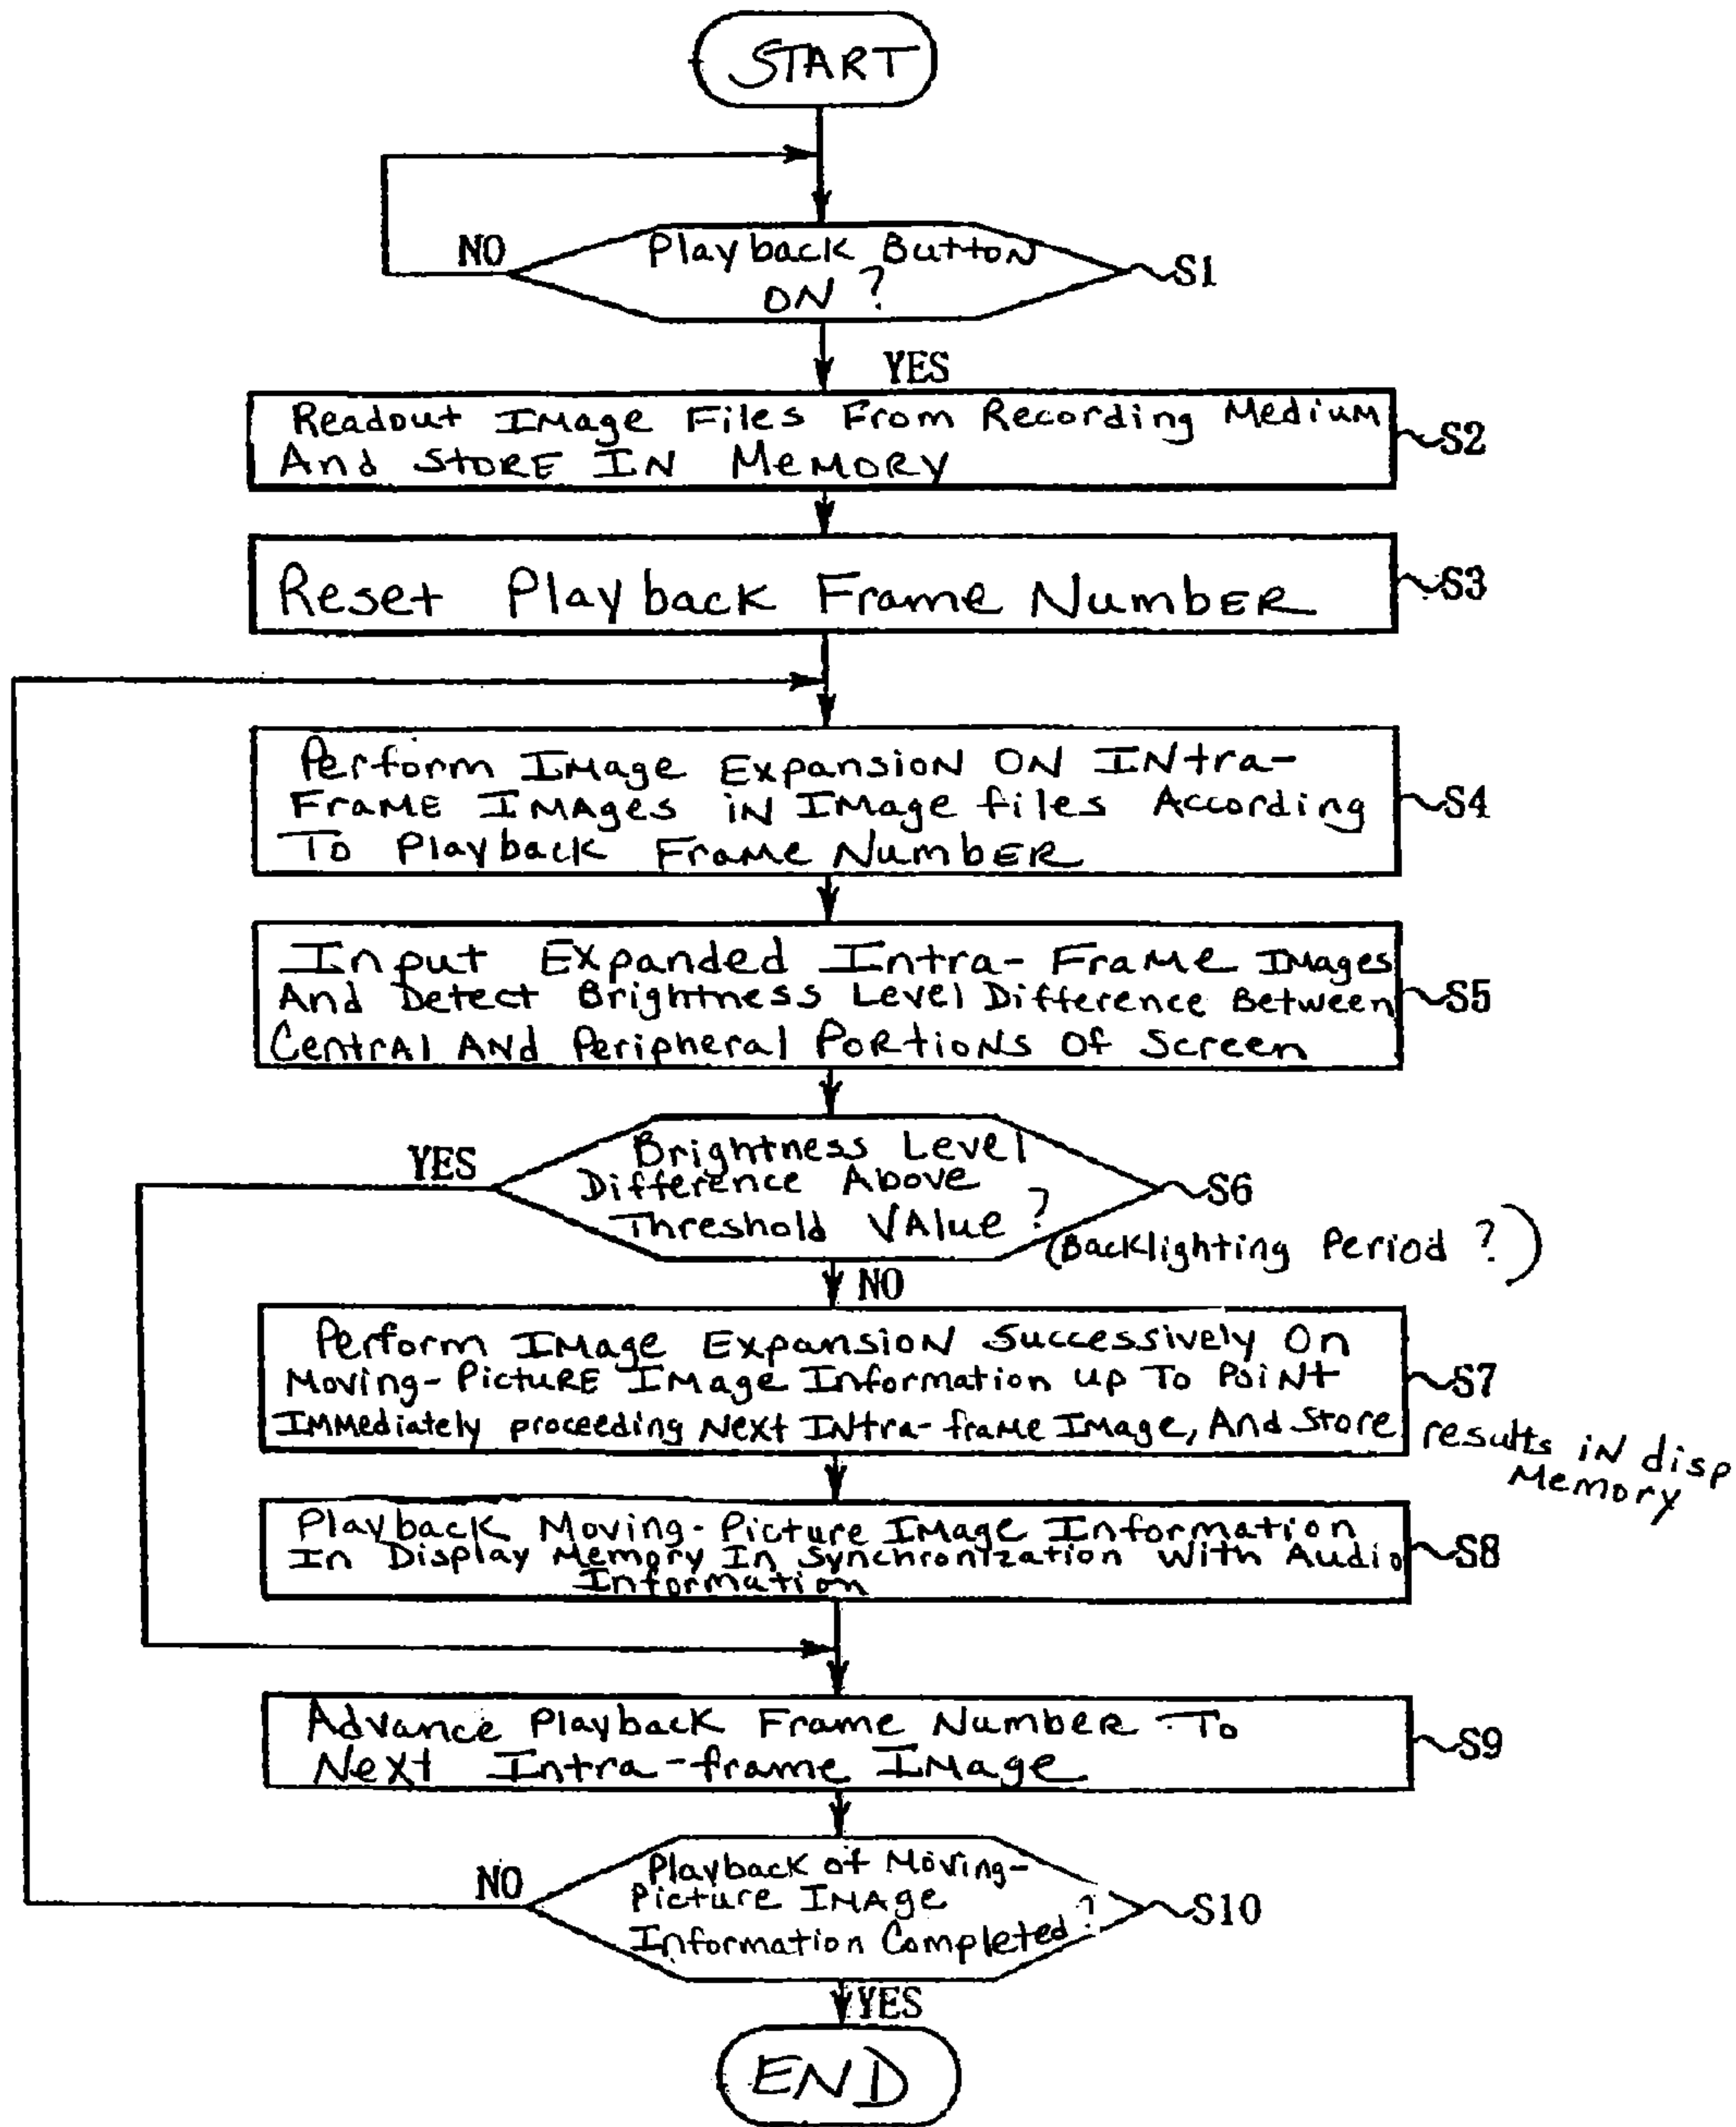 START
NO
Playback Button
ON ?
S1
YES
Readout Image Files From Recording Medium
And Store In Memory
S2
Reset Playback Frame Number
S3
Perform Image Expansion On Intra-
Frame Images in Image files According
To Playback Frame Number
S4
Input Expanded Intra-Frame Images
And Detect Brightness Level Difference Between
Central And Peripheral Portions Of Screen
S5
YES
Brightness Level
Difference Above
Threshold Value ?
S6
(Backlighting Period ?)
NO
Perform Image Expansion Successively On
Moving-Picture Image Information up To Point
Immediately proceeding Next Intra-frame Image, And Store results in disp
Memory
S7
Playback Moving-Picture Image Information
In Display Memory In Synchronization With Audio
Information
S8
Advance Playback Frame Number To
Next Intra-frame Image
S9
NO
Playback of Moving-
Picture Image
Information Completed ?
S10
YES
END